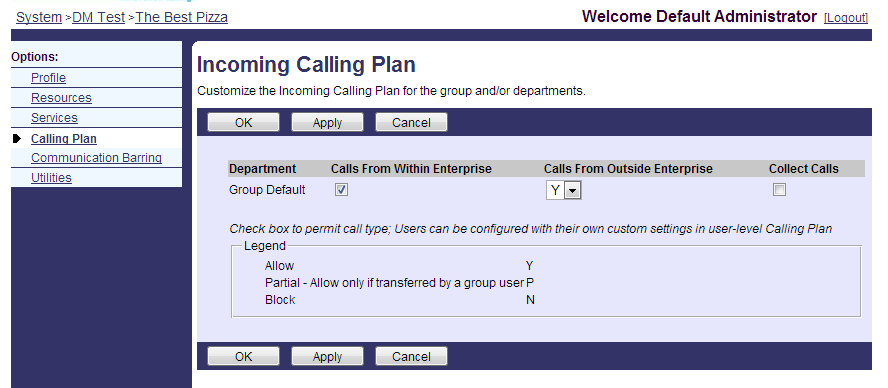 System >DM Test >The Best Pizza
Welcome Default Administrator [Logout]
Options:
Profile
Resources
Services
Calling Plan
Communication Barring
Utilities
Incoming Calling Plan
Customize the Incoming Calling Plan for the group and/or departments.
OK Apply Cancel
Department Calls From Within Enterprise Calls From Outside Enterprise Collect Calls
Group Default Y
Check box to permit call type; Users can be configured with their own custom settings in user-level Calling Plan
Legend
Allow Y
Partial - Allow only if transferred by a group user P
Block N
OK Apply Cancel